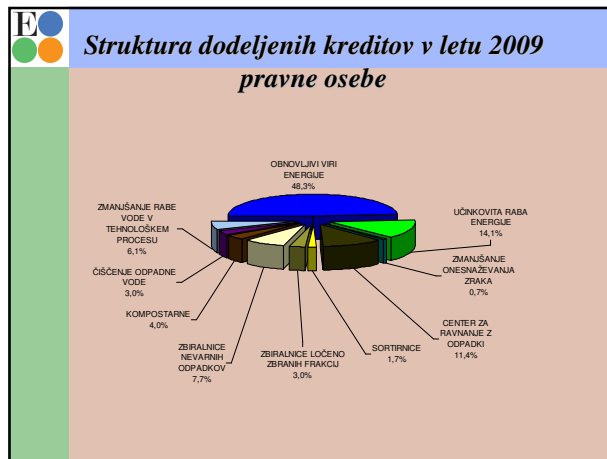 E
Struktura dodeljenih kreditov v letu 2009
pravne osebe
OBNOVLJIVI VIRI
ENERGIJE
48,3%
UČINKOVITA RABA
ENERGIJE
14,1%
ZMANJŠANJE
ONESNAŽEVANJA
ZRAKA
0,7%
CENTER ZA
RAVNANJE Z
ODPADKI
11,4%
SORTIRNICE
1,7%
ZBIRALNICE LOČENO
ZBRANIH FRAKCIJ
3,0%
ZBIRALNICE
NEVARNIH
ODPADKOV
7,7%
KOMPOSTARNE
4,0%
ČIŠČENJE ODPADNE
VODE
3,0%
ZMANJŠANJE RABE
VODE V
TEHNOLOŠKEM
PROCESU
6,1%